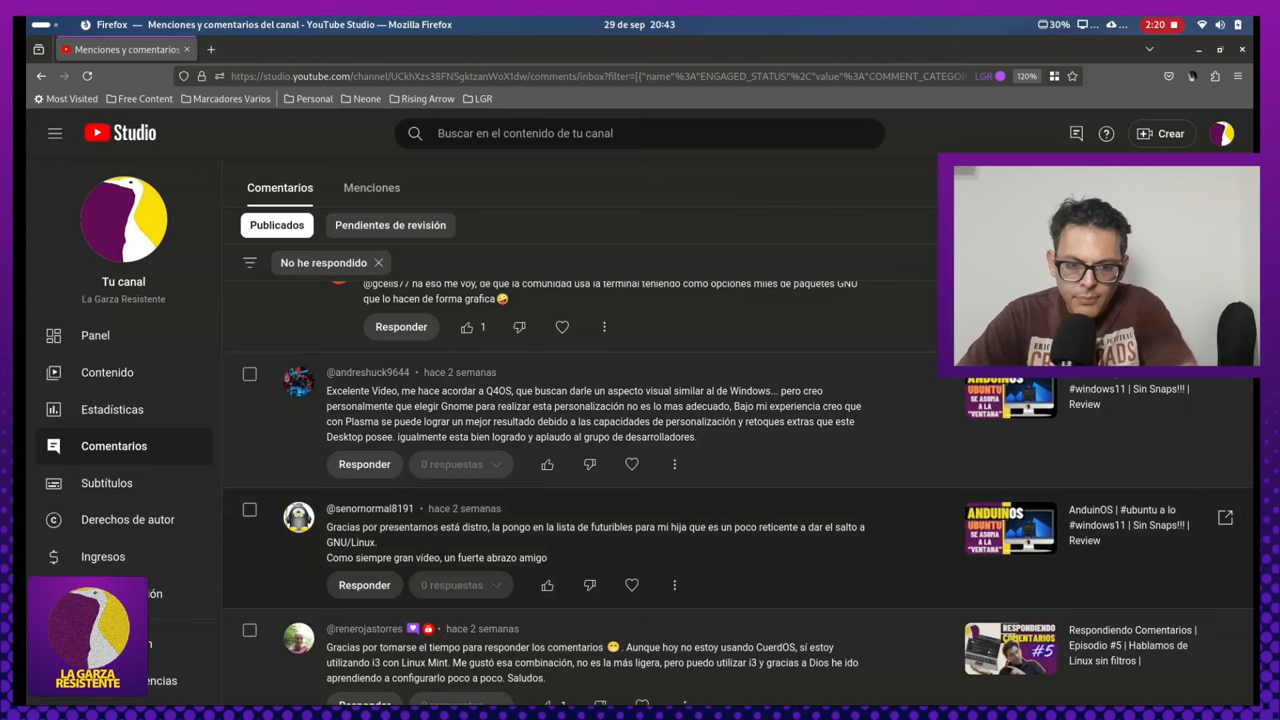 Firefox — Menciones y comentarios del canal - YouTube Studio — Mozilla Firefox
29 de sep 20:43
30%
2:20
Menciones y comentarios
https://studio.youtube.com/channel/UCkhXzs38FN5gktzanWoX1dw/comments/inbox?filter=[{"name"%3A"ENGAGED_STATUS"%2C"value"%3A"COMMENT_CATEGOR
LGR
120%
Most Visited
Free Content
Marcadores Varios
Personal
Neone
Rising Arrow
LGR
Studio
Buscar en el contenido de tu canal
Crear
Tu canal
La Garza Resistente
Panel
Contenido
Estadísticas
Comentarios
Subtítulos
Derechos de autor
Ingresos
LA GARZA
RESISTENTE
Comentarios
Menciones
Publicados
Pendientes de revisión
No he respondido
@gcelis77 ha eso me voy, de que la comunidad usa la terminal teniendo como opciones miles de paquetes GNU
que lo hacen de forma grafica🤪
Responder
1
@andreshuck9644 • hace 2 semanas
Excelente Video, me hace acordar a Q4OS, que buscan darle un aspecto visual similar al de Windows... pero creo
personalmente que elegir Gnome para realizar esta personalización no es lo mas adecuado, Bajo mi experiencia creo que
con Plasma se puede lograr un mejor resultado debido a las capacidades de personalización y retoques extras que este
Desktop posee. igualmente esta bien logrado y aplaudo al grupo de desarrolladores.
Responder
0 respuestas
UBUNTU
SE ASOMA
A LA
"VENTANA"
#windows11 | Sin Snaps!!! |
Review
@senornormal8191 • hace 2 semanas
Gracias por presentarnos está distro, la pongo en la lista de futuribles para mi hija que es un poco reticente a dar el salto a
GNU/Linux.
Como siempre gran vídeo, un fuerte abrazo amigo
Responder
0 respuestas
ANDUINOS
UBUNTU
SE ASOMA
A LA
"VENTANA"
AnduinOS | #ubuntu a lo
#windows11 | Sin Snaps!!! |
Review
@renerojastorres • hace 2 semanas
Gracias por tomarse el tiempo para responder los comentarios 😁. Aunque hoy no estoy usando CuerdOS, sí estoy
utilizando i3 con Linux Mint. Me gustó esa combinación, no es la más ligera, pero puedo utilizar i3 y gracias a Dios he ido
aprendiendo a configurarlo poco a poco. Saludos.
RESPONDIENDO
COMENTARIOS
#5
Respondiendo Comentarios |
Episodio #5 | Hablamos de
Linux sin filtros |